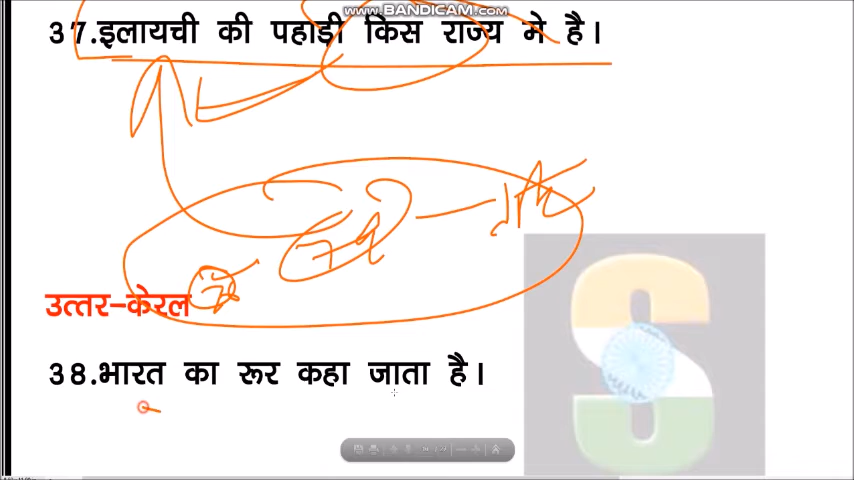 www.BANDICAM.com
37.इलायची की पहाड़ी किस राज्य मे है।
उत्तर-केरल
38.भारत का रूर कहा जाता है।
S